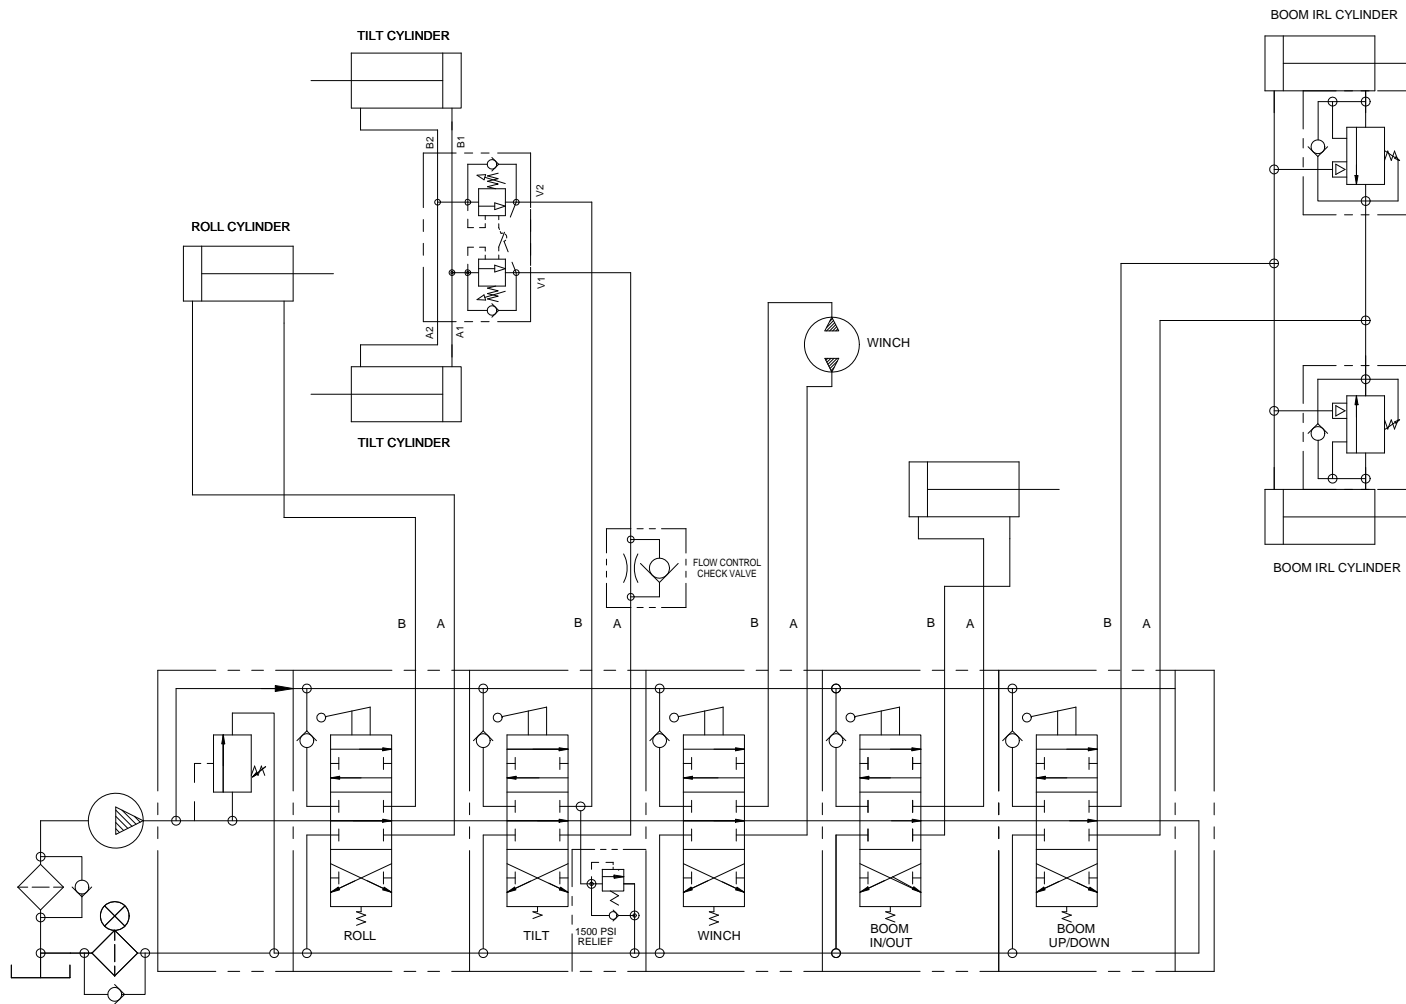 BOOM IRL CYLINDER
TILT CYLINDER
B2
B1
V2
ROLL CYLINDER
V1
A2
A1
WINCH
TILT CYLINDER
FLOW CONTROL
CHECK VALVE
BOOM IRL CYLINDER
B
A
B
A
B
A
B
A
B
A
ROLL
TILT
1500 PSI
RELIEF
WINCH
BOOM
IN/OUT
BOOM
UP/DOWN